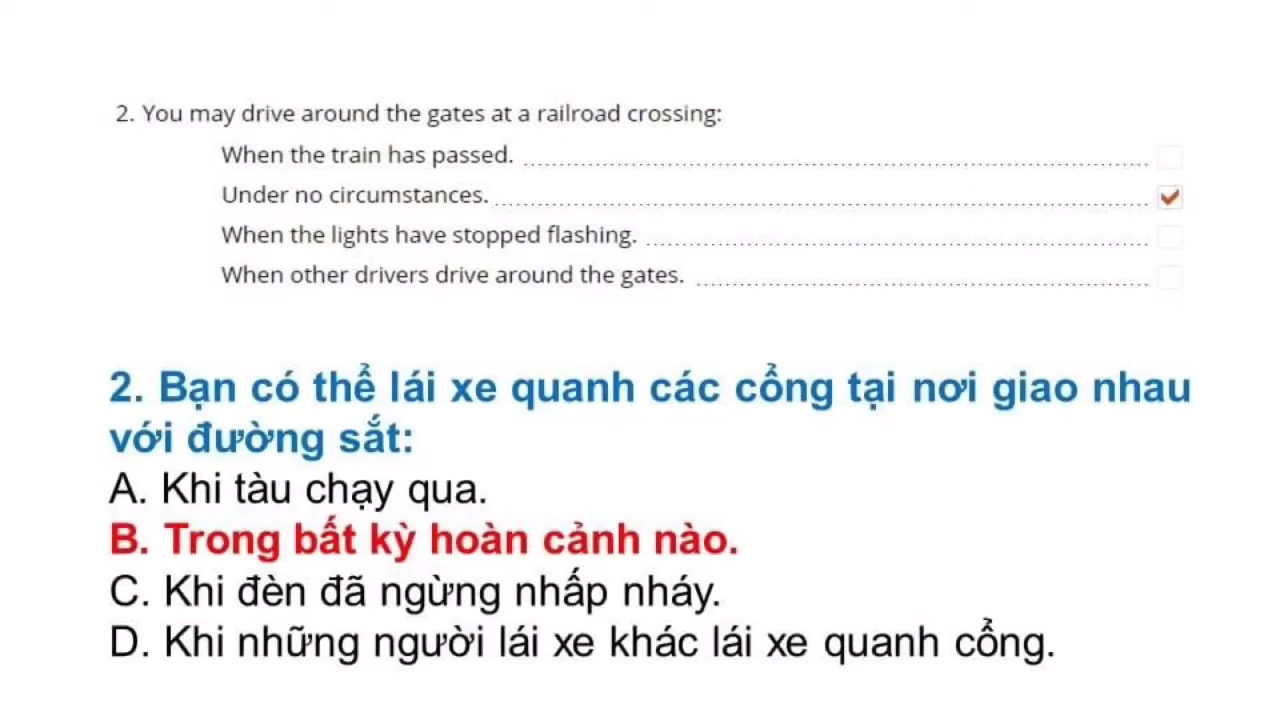 2. You may drive around the gates at a railroad crossing:
When the train has passed.
Under no circumstances.
When the lights have stopped flashing.
When other drivers drive around the gates.
2. Bạn có thể lái xe quanh các cổng tại nơi giao nhau
với đường sắt:
A. Khi tàu chạy qua.
B. Trong bất kỳ hoàn cảnh nào.
C. Khi đèn đã ngừng nhấp nháy.
D. Khi những người lái xe khác lái xe quanh cổng.